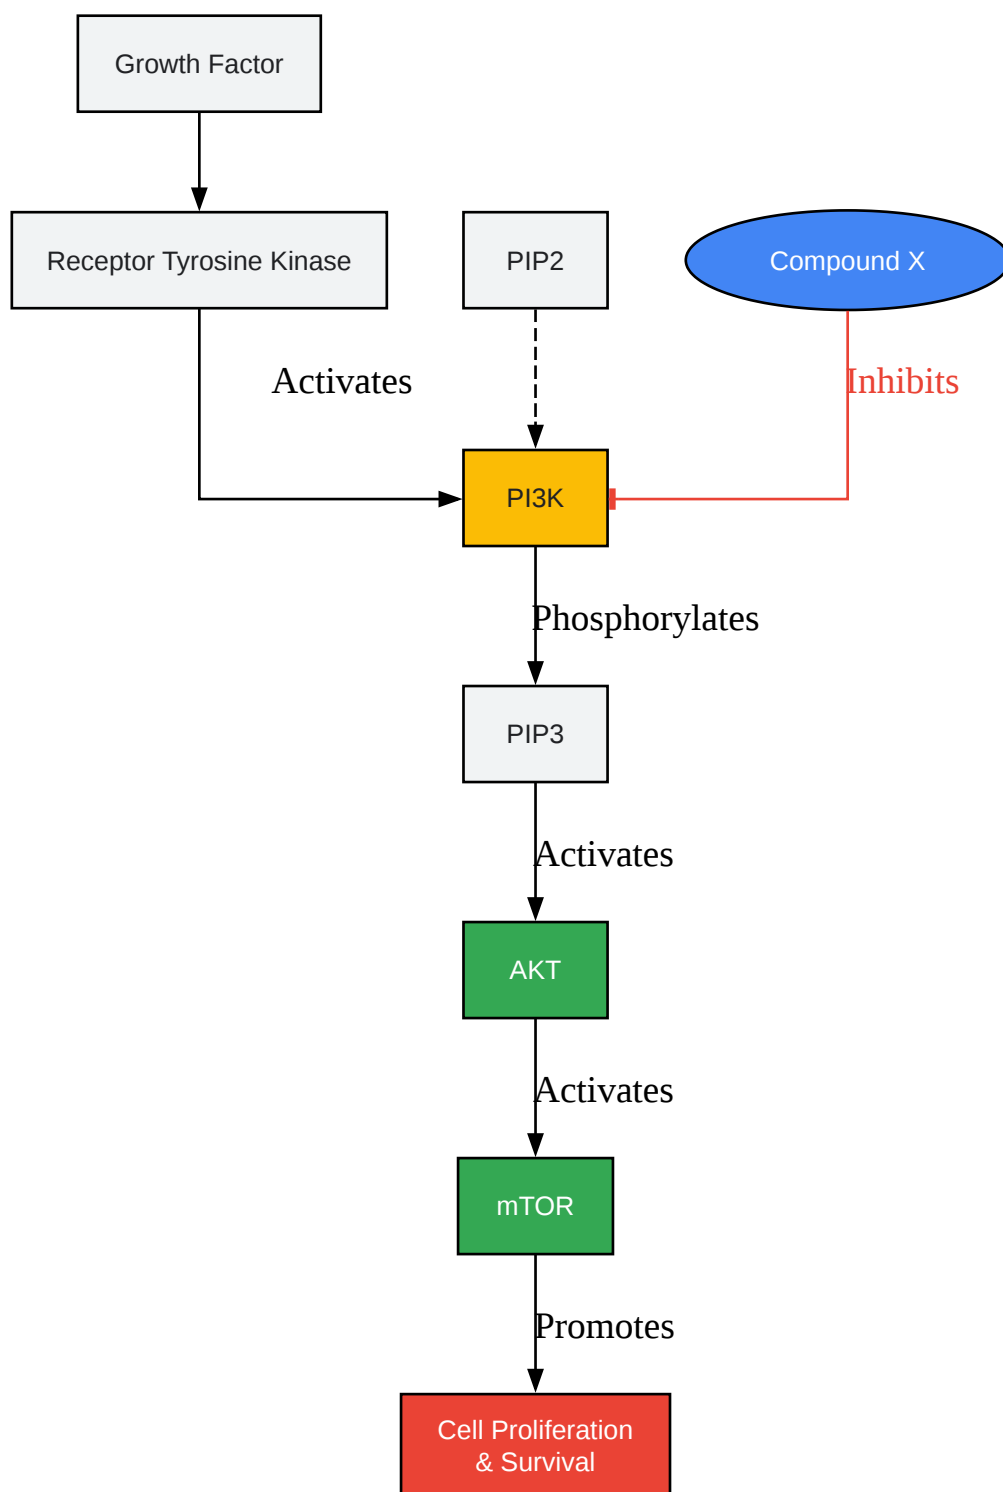 Growth Factor
Receptor Tyrosine Kinase
PIP2
Compound X
Activates
Inhibits
PI3K
Phosphorylates
PIP3
Activates
AKT
Activates
mTOR
Promotes
Cell Proliferation
& Survival